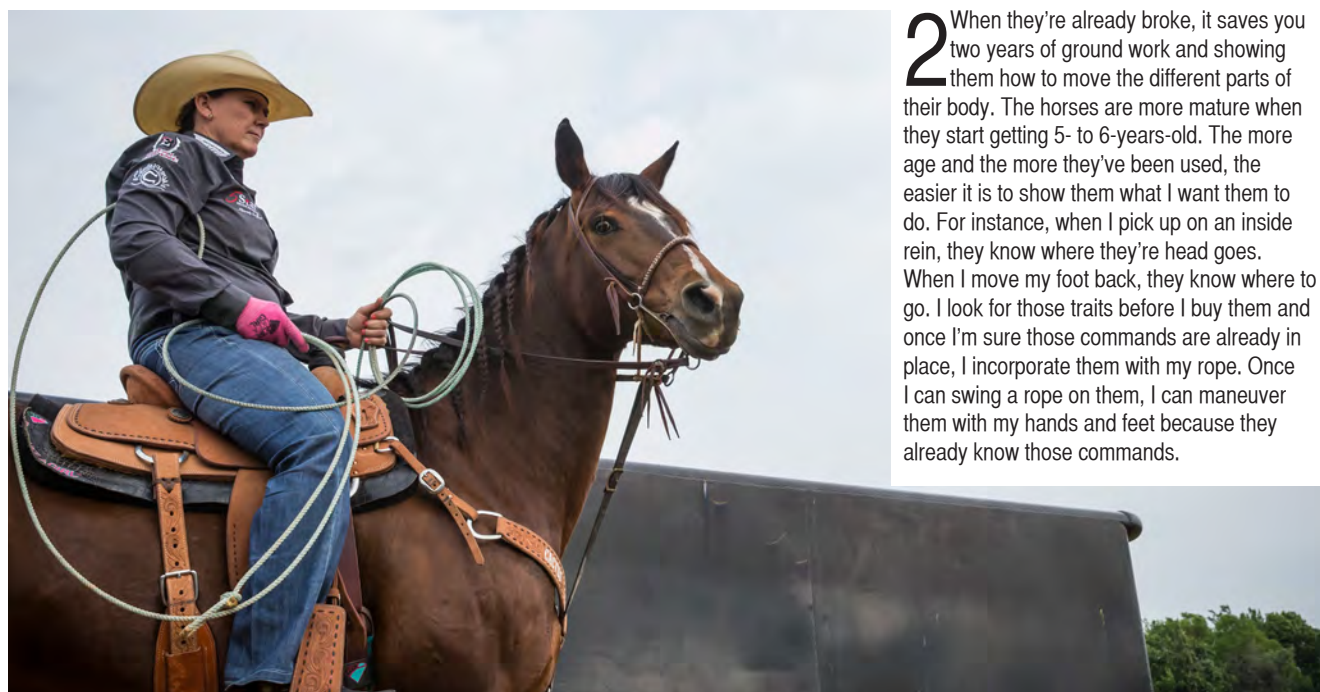 2 When they’re already broke, it saves you
two years of ground work and showing
them how to move the different parts of
their body. The horses are more mature when
they start getting 5- to 6-years-old. The more
age and the more they’ve been used, the
easier it is to show them what I want them to
do. For instance, when I pick up on an inside
rein, they know where they’re head goes.
When I move my foot back, they know where to
go. I look for those traits before I buy them and
once I’m sure those commands are already in
place, I incorporate them with my rope. Once
I can swing a rope on them, I can maneuver
them with my hands and feet because they
already know those commands.